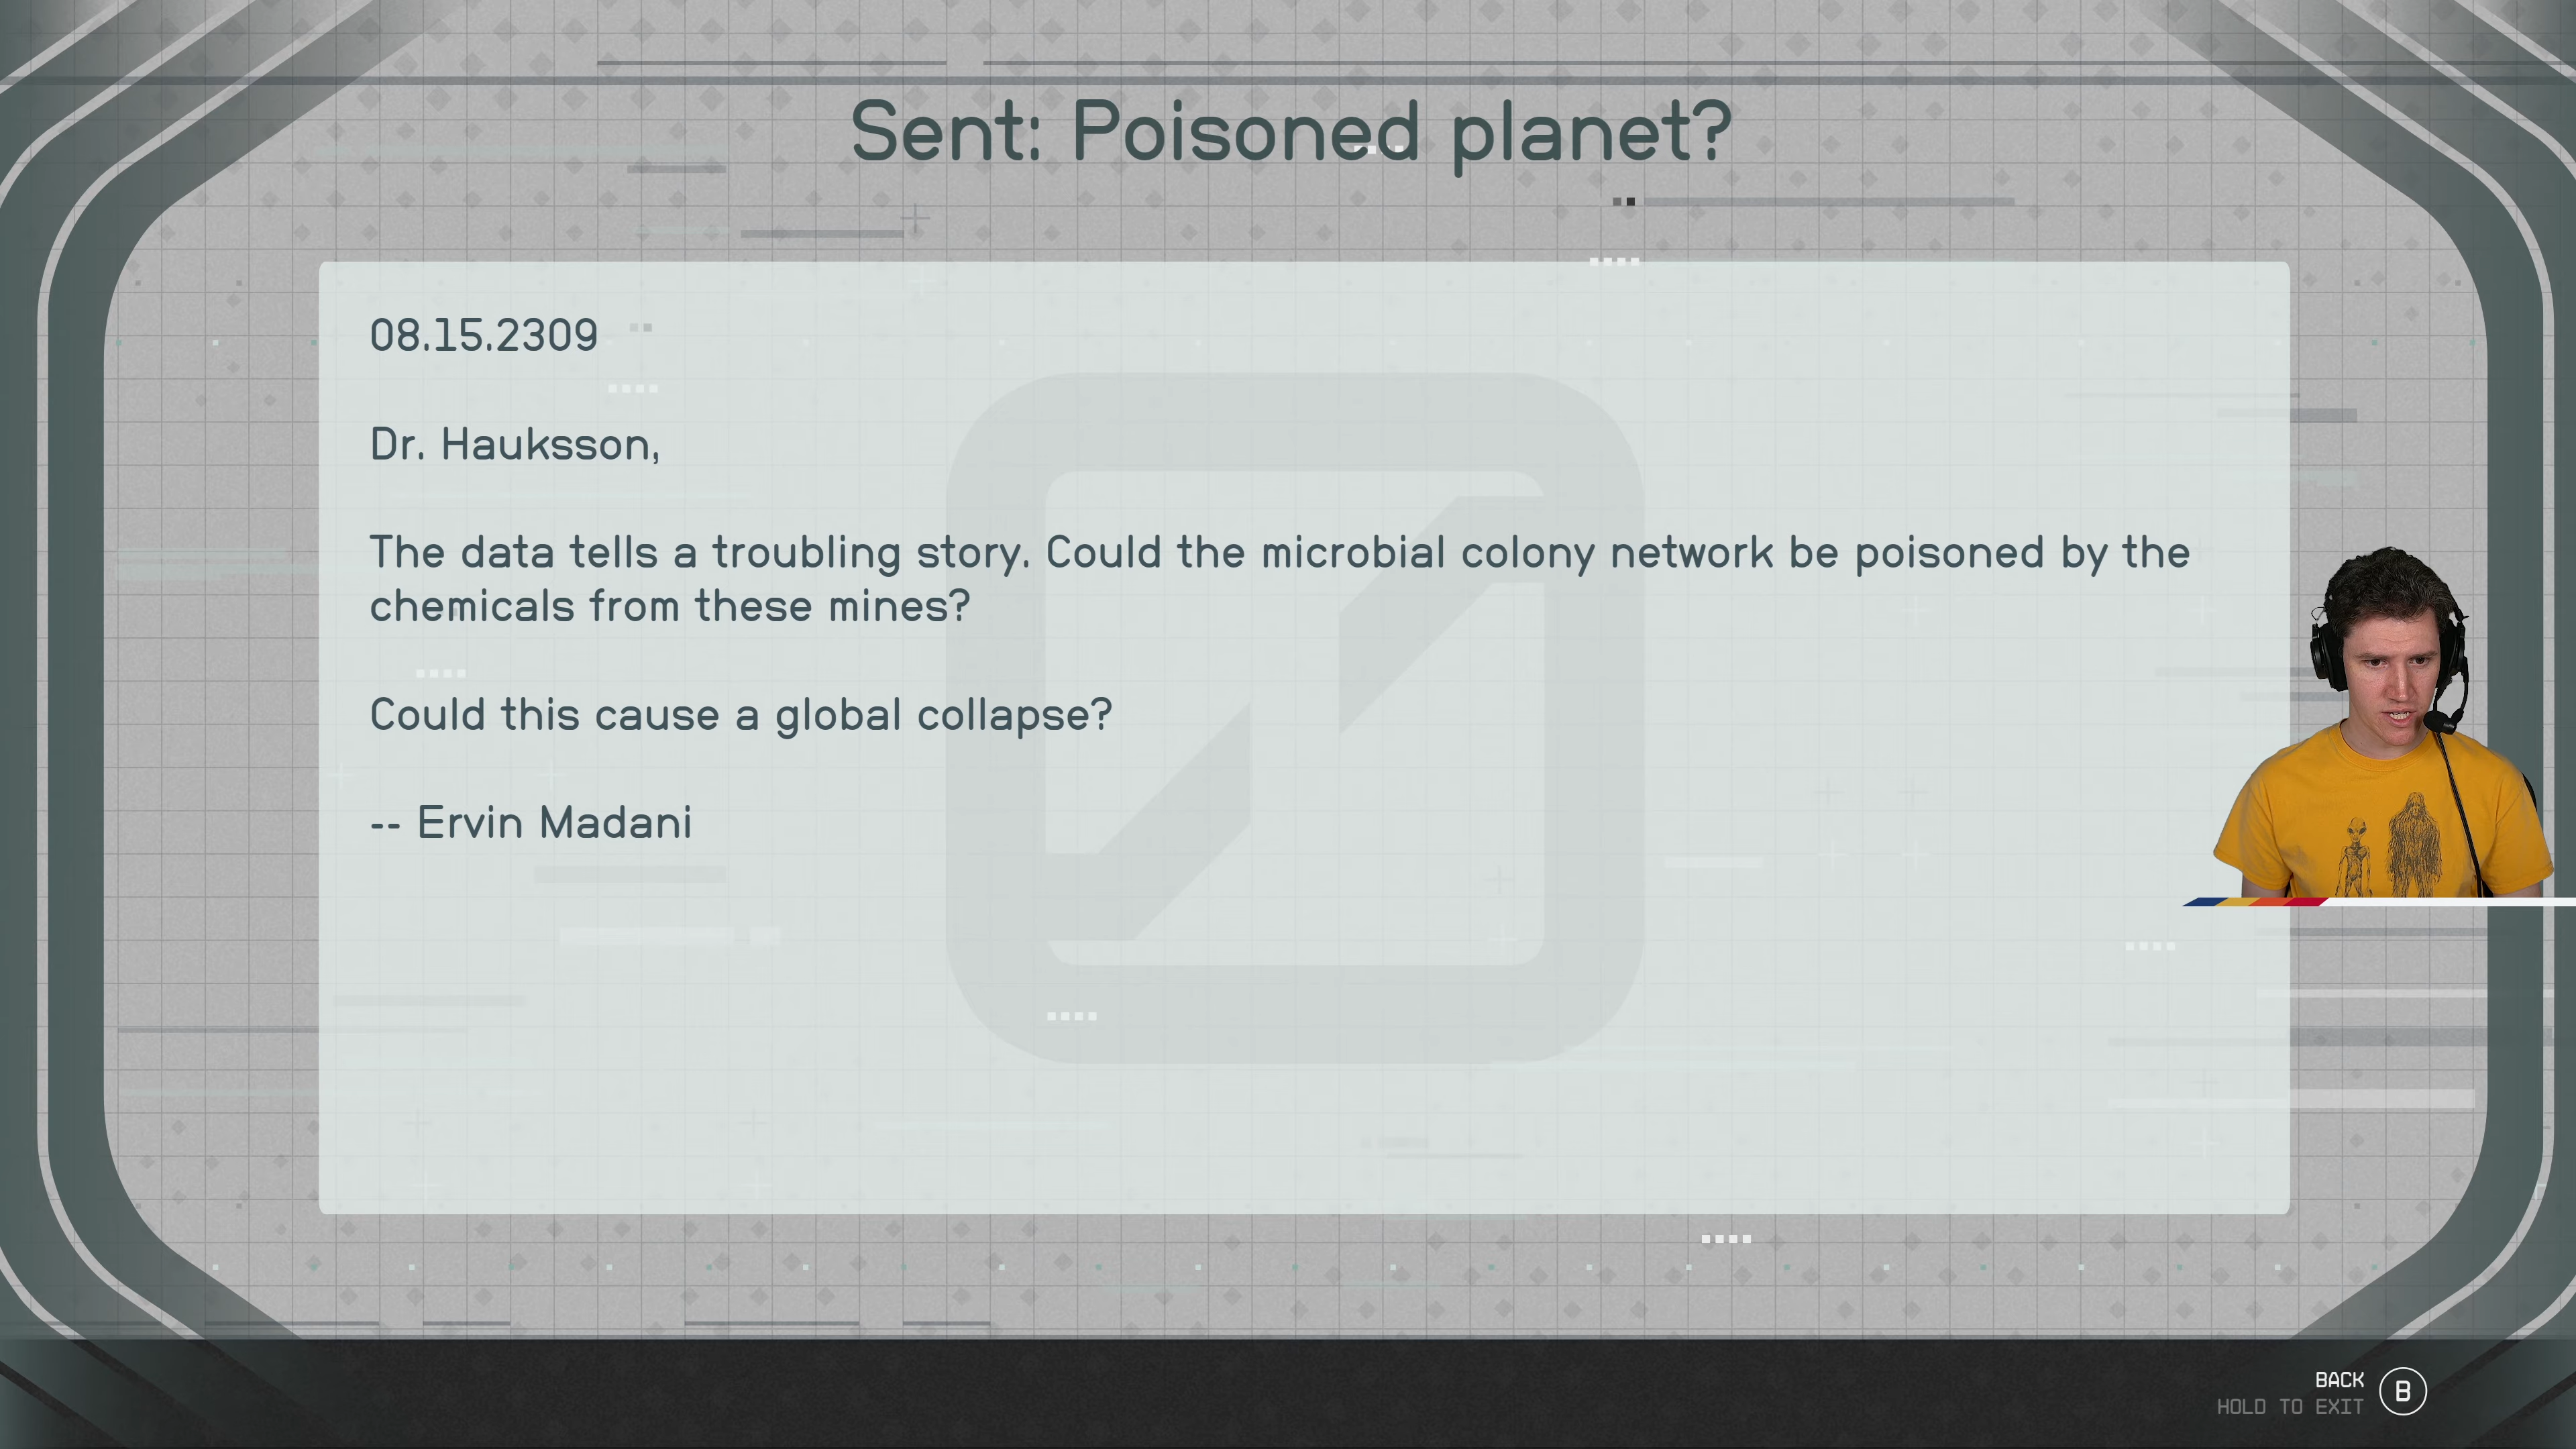 Sent: Poisoned planet?
08.15.2309
Dr. Hauksson,
The data tells a troubling story. Could the microbial colony network be poisoned by the
chemicals from these mines?
Could this cause a global collapse?
-- Ervin Madani
BACK
B
HOLD TO EXIT